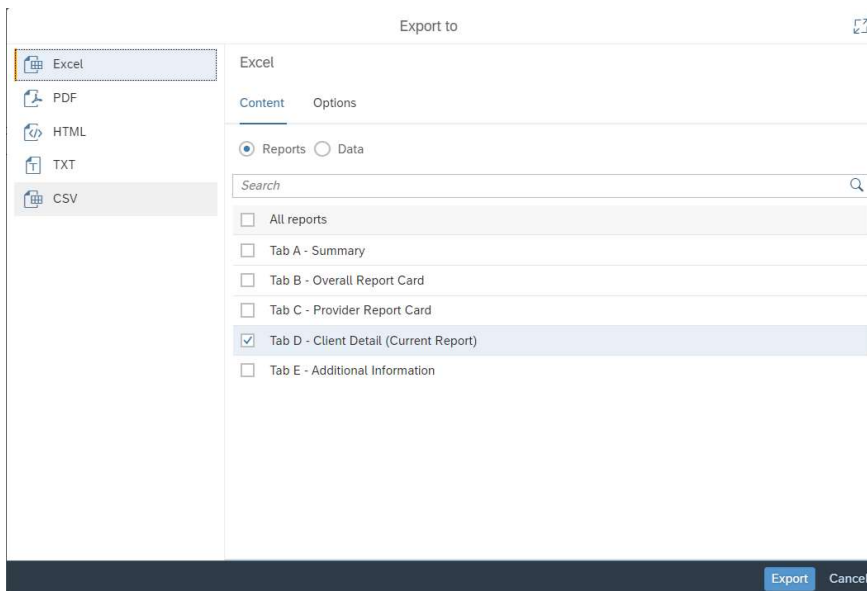 Export to
Excel
PDF
HTML
TXT
CSV
Excel
Content Options
Reports Data
Search
All reports
Tab A - Summary
Tab B - Overall Report Card
Tab C - Provider Report Card
Tab D - Client Detail (Current Report)
Tab E - Additional Information
Export Cancel